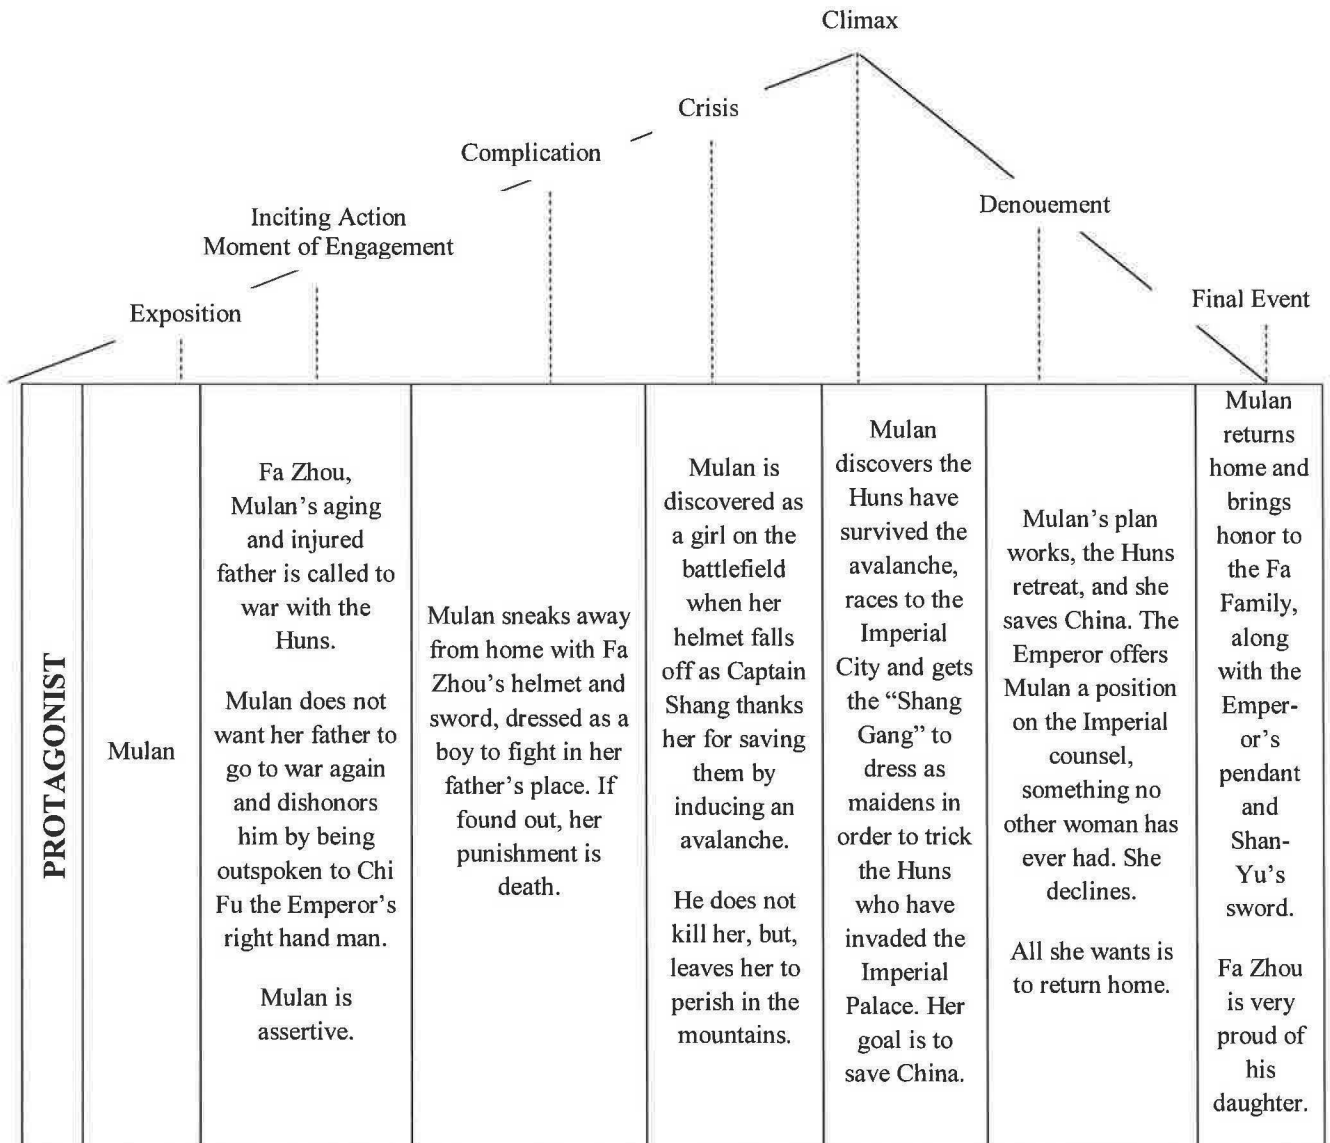 Climax
Crisis
Complication
Inciting Action
Moment of Engagement
Exposition
Denouement
Final Event
PROTAGONIST
Mulan
Fa Zhou,
Mulan’s aging
and injured
father is called to
war with the
Huns.
Mulan does not
want her father to
go to war again
and dishonors
him by being
outspoken to Chi
Fu the Emperor’s
right hand man.
Mulan is
assertive.
Mulan sneaks away
from home with Fa
Zhou’s helmet and
sword, dressed as a
boy to fight in her
father’s place. If
found out, her
punishment is
death.
Mulan is
discovered as
a girl on the
battlefield
when her
helmet falls
off as Captain
Shang thanks
her for saving
them by
inducing an
avalanche.
He does not
kill her, but,
leaves her to
perish in the
mountains.
Mulan
discovers the
Huns have
survived the
avalanche,
races to the
Imperial
City and gets
the “Shang
Gang” to
dress as
maidens in
order to trick
the Huns
who have
invaded the
Imperial
Palace. Her
goal is to
save China.
Mulan’s plan
works, the Huns
retreat, and she
saves China. The
Emperor offers
Mulan a position
on the Imperial
counsel,
something no
other woman has
ever had. She
declines.
All she wants is
to return home.
Mulan
returns
home and
brings
honor to
the Fa
Family,
along
with the
Emper-
or’s
pendant
and
Shan-
Yu’s
sword.
Fa Zhou
is very
proud of
his
daughter.